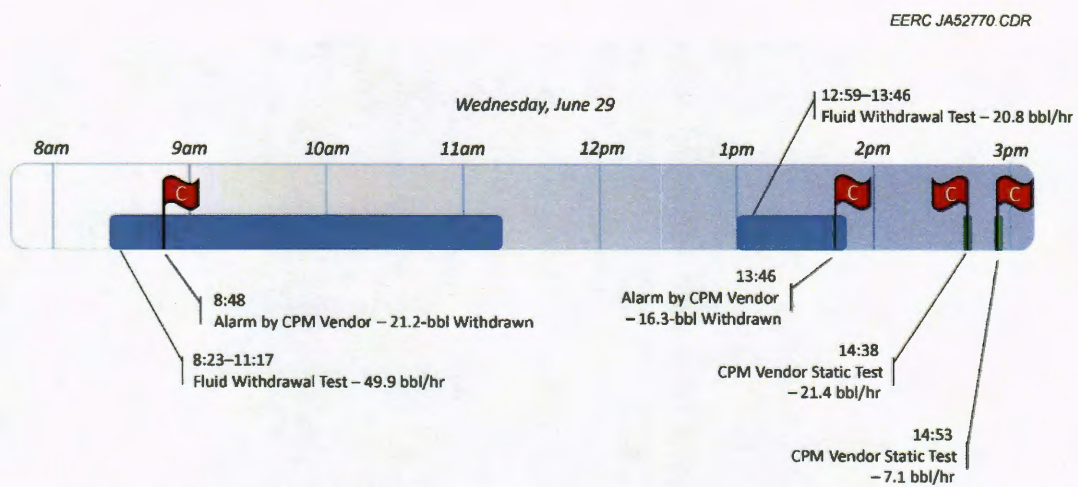 EERC JA52770.CDR
Wednesday, June 29
12:59–13:46
Fluid Withdrawal Test – 20.8 bbl/hr
8am 9am 10am 11am 12pm 1pm 2pm 3pm
C C C C
8:48
Alarm by CPM Vendor – 21.2-bbl Withdrawn
8:23–11:17
Fluid Withdrawal Test – 49.9 bbl/hr
13:46
Alarm by CPM Vendor
– 16.3-bbl Withdrawn
14:38
CPM Vendor Static Test
– 21.4 bbl/hr
14:53
CPM Vendor Static Test
– 7.1 bbl/hr